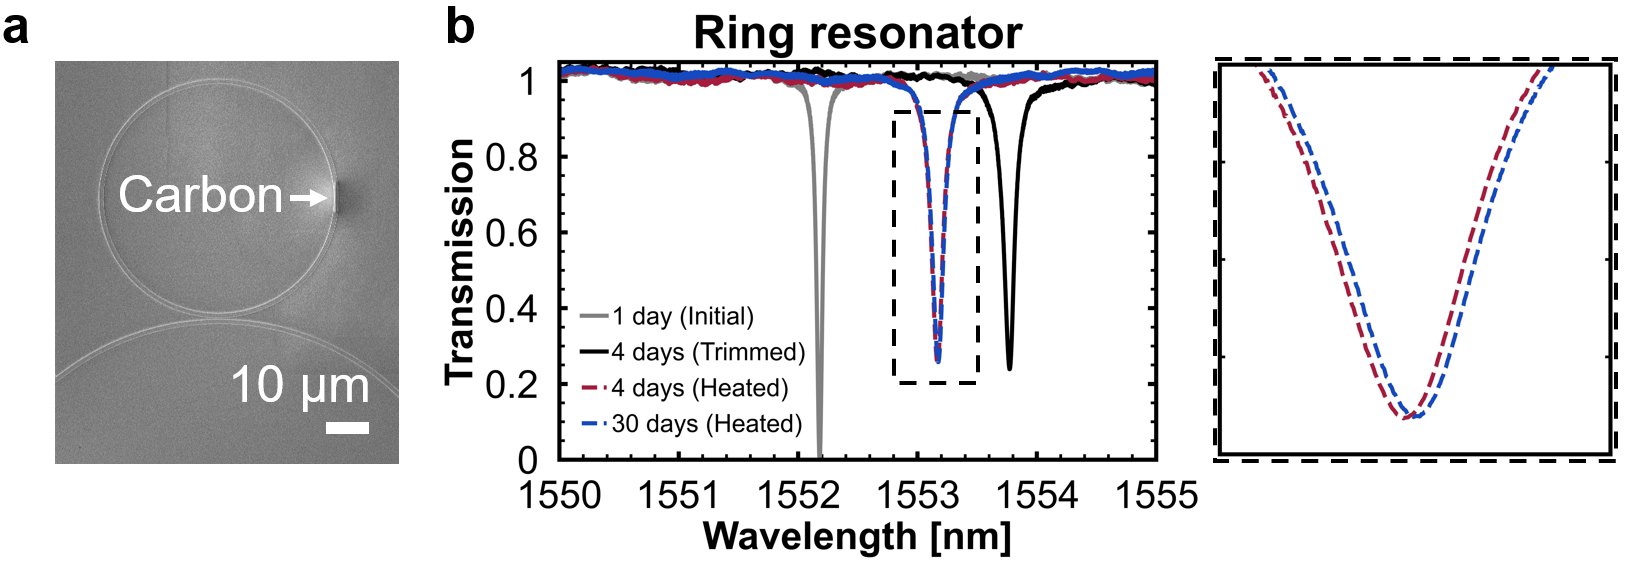 a
Carbon
10 µm
b
Ring resonator
Transmission
1
0.8
0.6
0.4
0.2
0
1 day (Initial)
4 days (Trimmed)
4 days (Heated)
30 days (Heated)
1550 1551 1552 1553 1554 1555
Wavelength [nm]